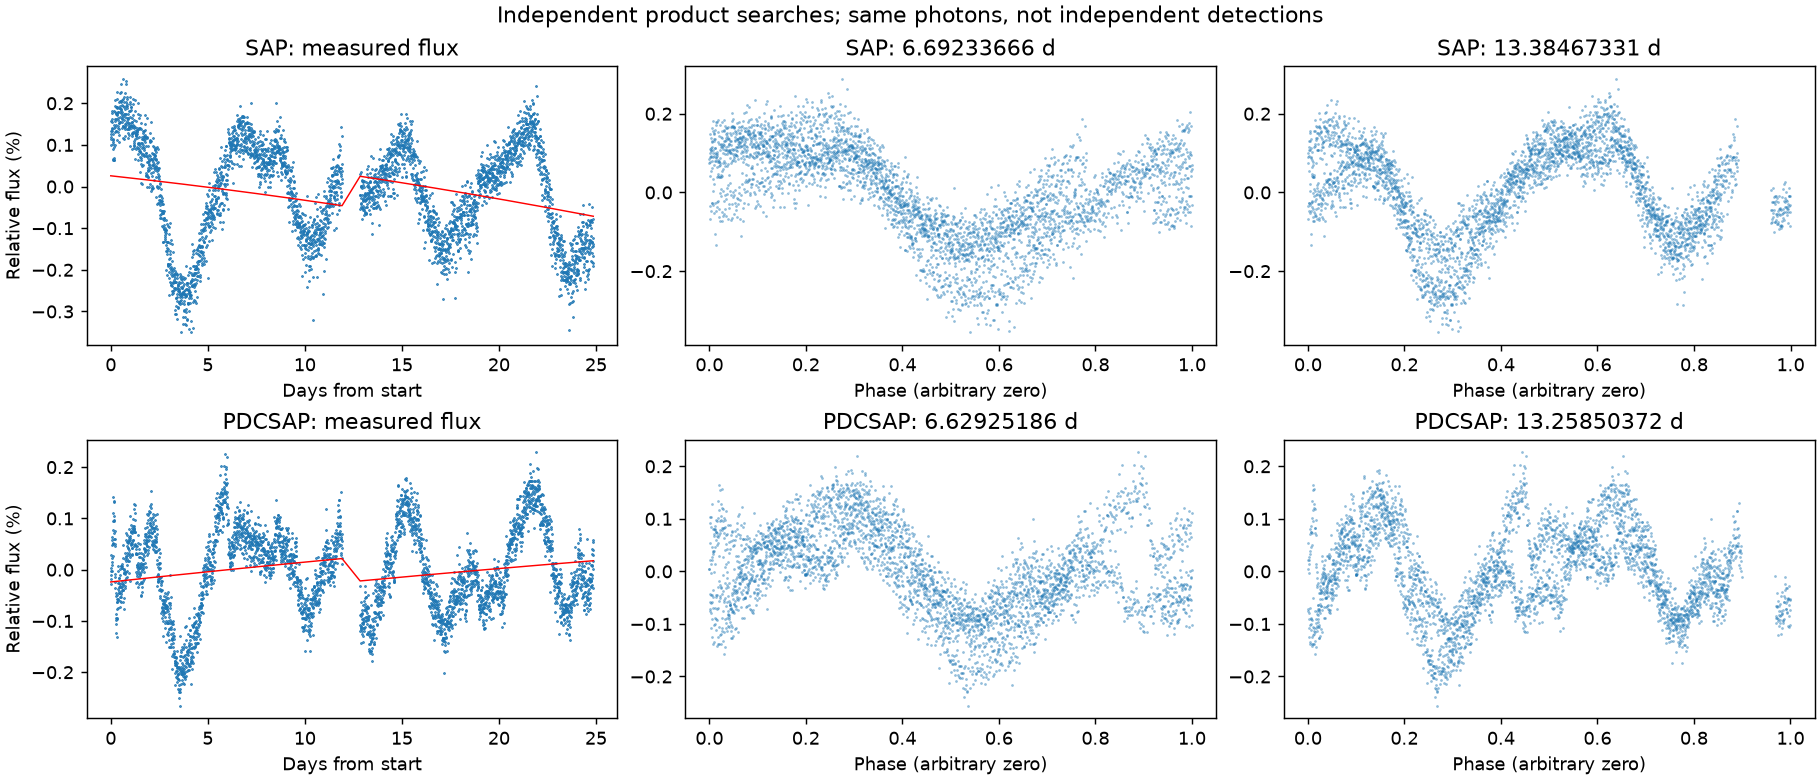 Independent product searches; same photons, not independent detections
SAP: measured flux
SAP: 6.69233666 d
SAP: 13.38467331 d
Relative flux (%)
0.2
0.1
0.0
−0.1
−0.2
−0.3
0 5 10 15 20 25
Days from start
0.2
0.0
−0.2
0.0 0.2 0.4 0.6 0.8 1.0
Phase (arbitrary zero)
0.2
0.0
−0.2
0.0 0.2 0.4 0.6 0.8 1.0
Phase (arbitrary zero)
PDCSAP: measured flux
PDCSAP: 6.62925186 d
PDCSAP: 13.25850372 d
Relative flux (%)
0.2
0.1
0.0
−0.1
−0.2
0 5 10 15 20 25
Days from start
0.2
0.1
0.0
−0.1
−0.2
0.0 0.2 0.4 0.6 0.8 1.0
Phase (arbitrary zero)
0.2
0.1
0.0
−0.1
−0.2
0.0 0.2 0.4 0.6 0.8 1.0
Phase (arbitrary zero)